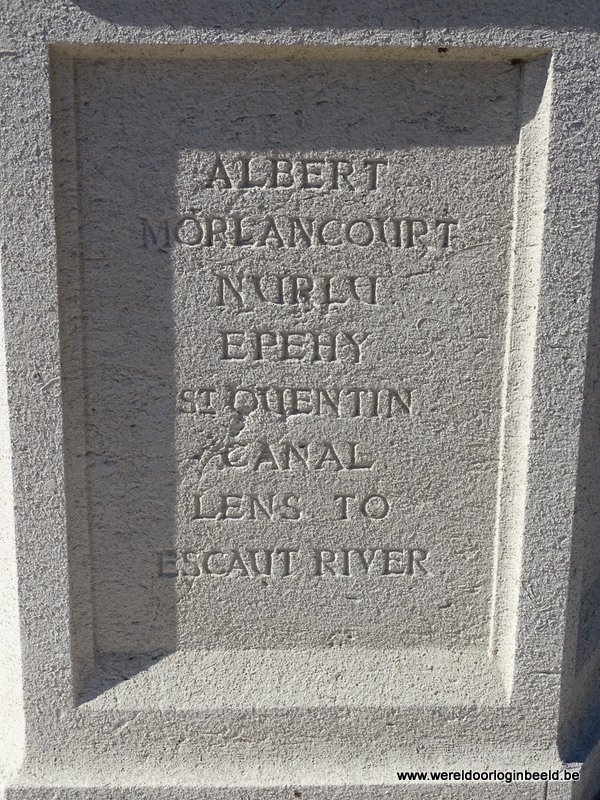 ALBERT
MORLANCOURT
NURLU
EPEHY
ST QUENTIN
CANAL
LENS TO
ESCAUT RIVER
www.wereldoorloginbeeld.be